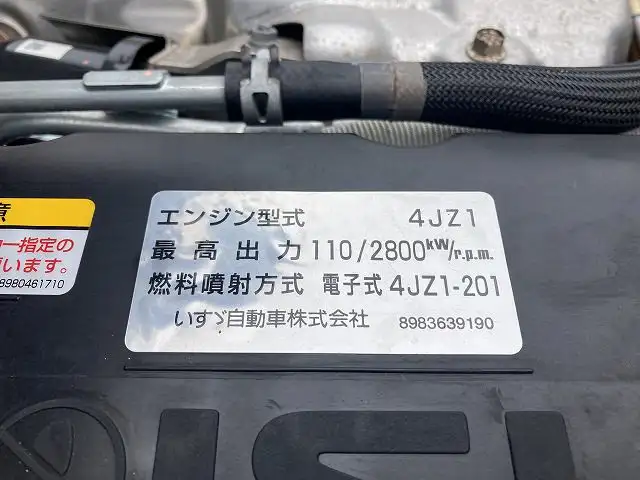 エンジン型式 4JZ1
最高出力 110/2800kW/r.p.m.
燃料噴射方式 電子式 4JZ1-201
いすゞ自動車株式会社 8983639190
意
指定の
います。
8980461710